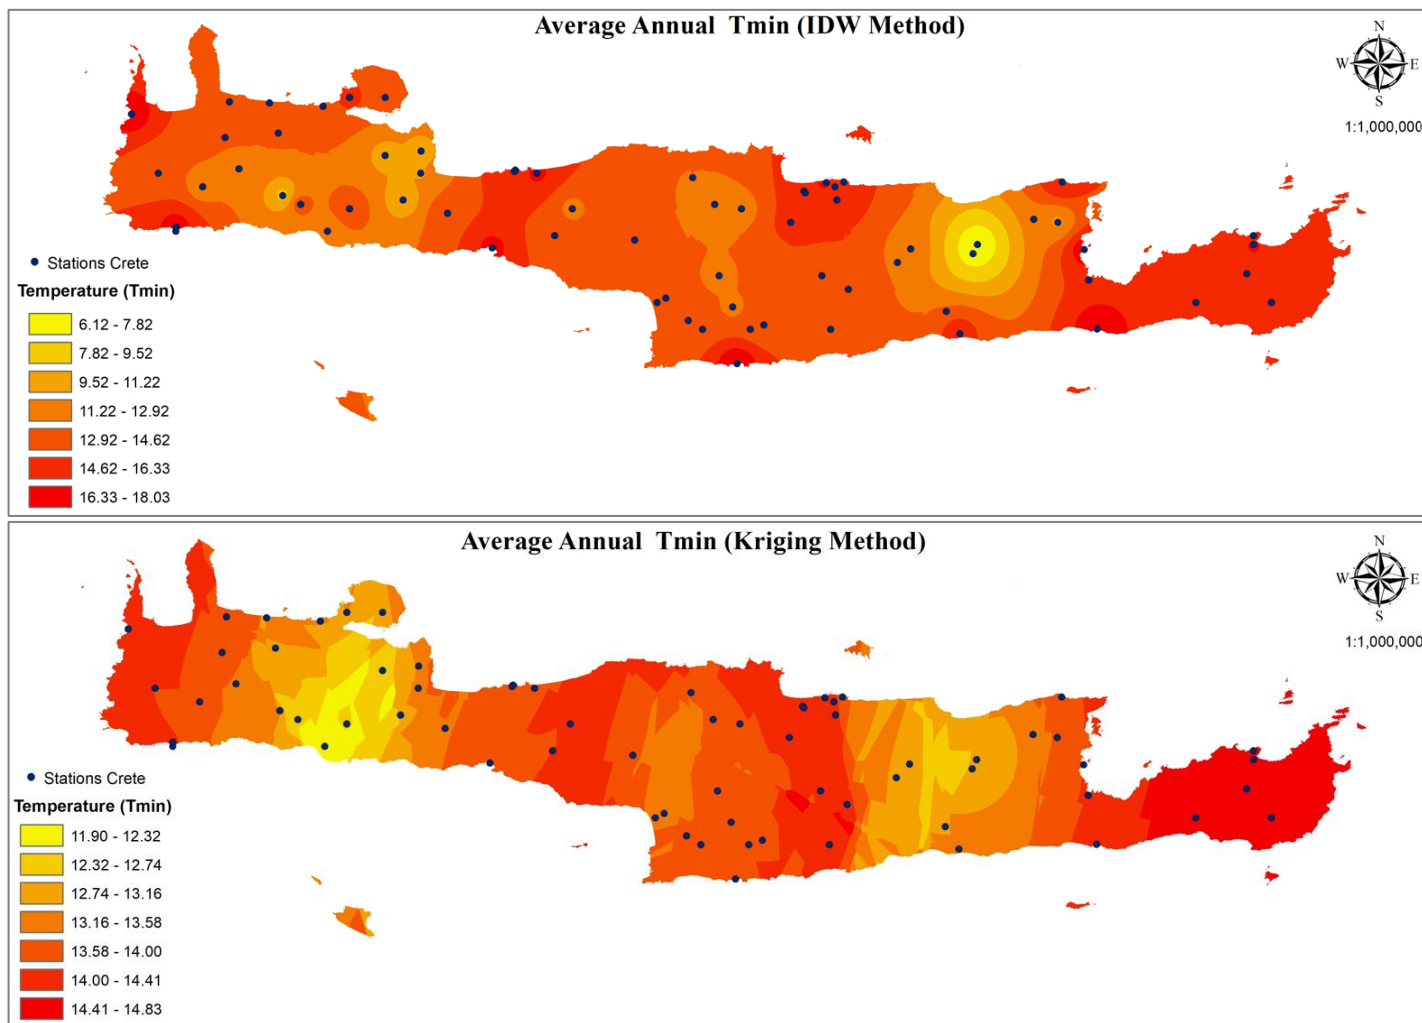 Average Annual Tmin (IDW Method)
N
W E
S
1:1,000,000
Stations Crete
Temperature (Tmin)
6.12 - 7.82
7.82 - 9.52
9.52 - 11.22
11.22 - 12.92
12.92 - 14.62
14.62 - 16.33
16.33 - 18.03
Average Annual Tmin (Kriging Method)
N
W E
S
1:1,000,000
Stations Crete
Temperature (Tmin)
11.90 - 12.32
12.32 - 12.74
12.74 - 13.16
13.16 - 13.58
13.58 - 14.00
14.00 - 14.41
14.41 - 14.83